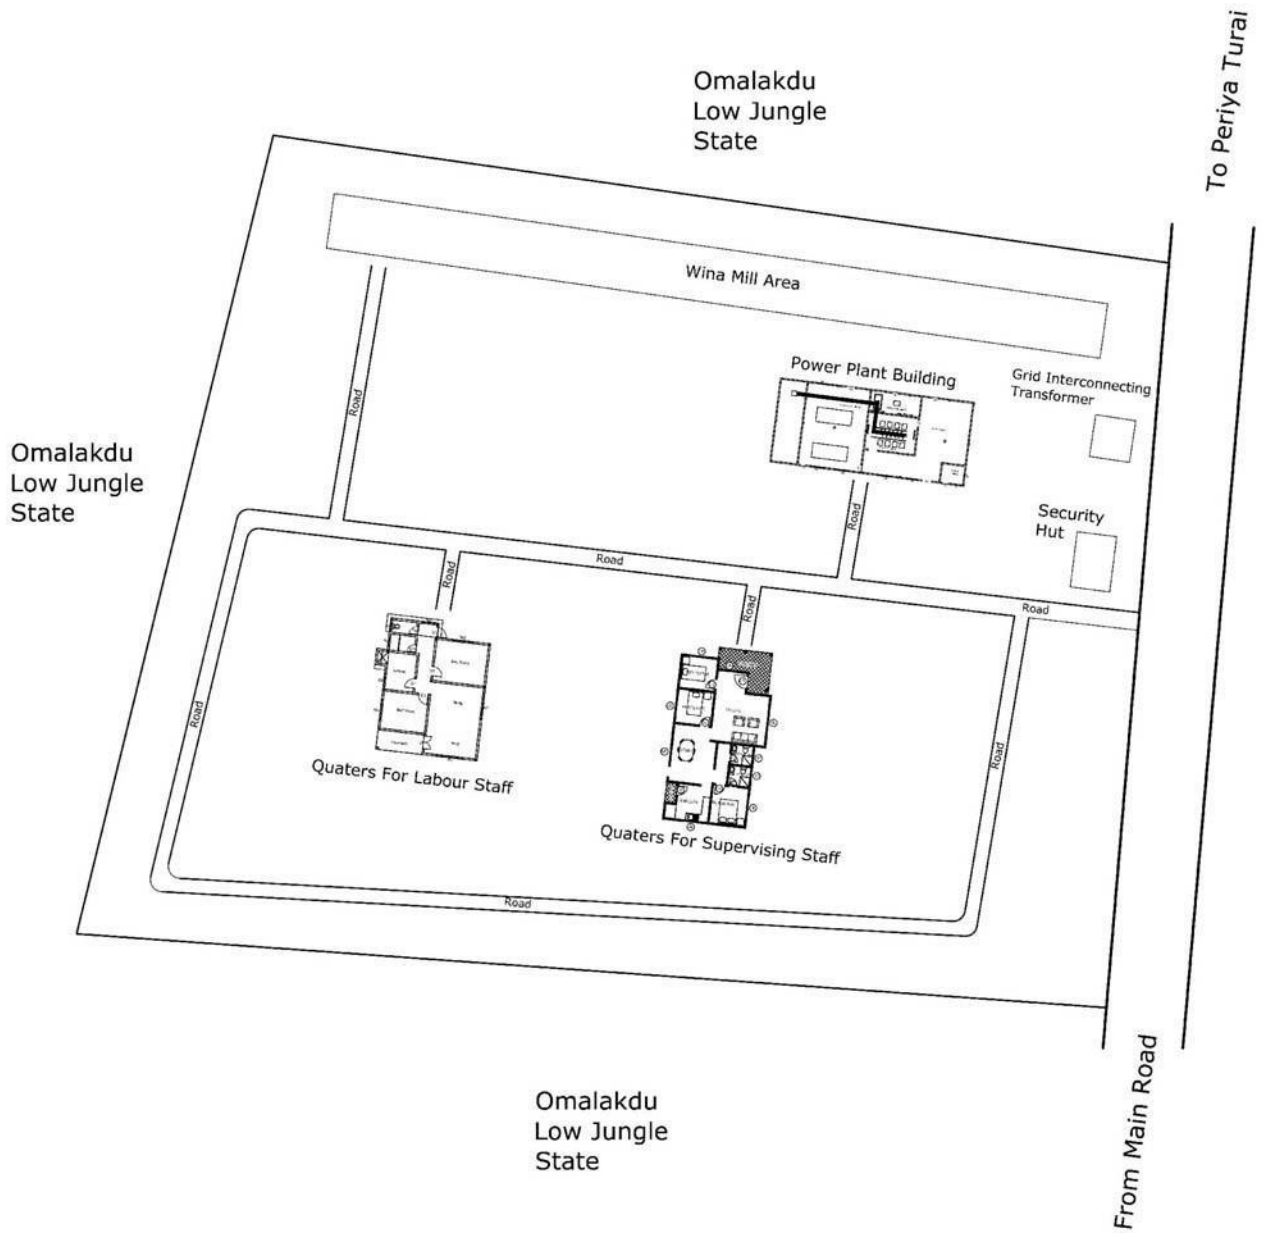 To Periya Turai
Omalakdu
Low Jungle
State
Wina Mill Area
Power Plant Building
Grid Interconnecting
Transformer
Road
Omalakdu
Low Jungle
State
Security
Hut
Road
Road
Road
Road
Road
Road
Road
Quaters For Labour Staff
Road
Quaters For Supervising Staff
Road
Omalakdu
Low Jungle
State
From Main Road